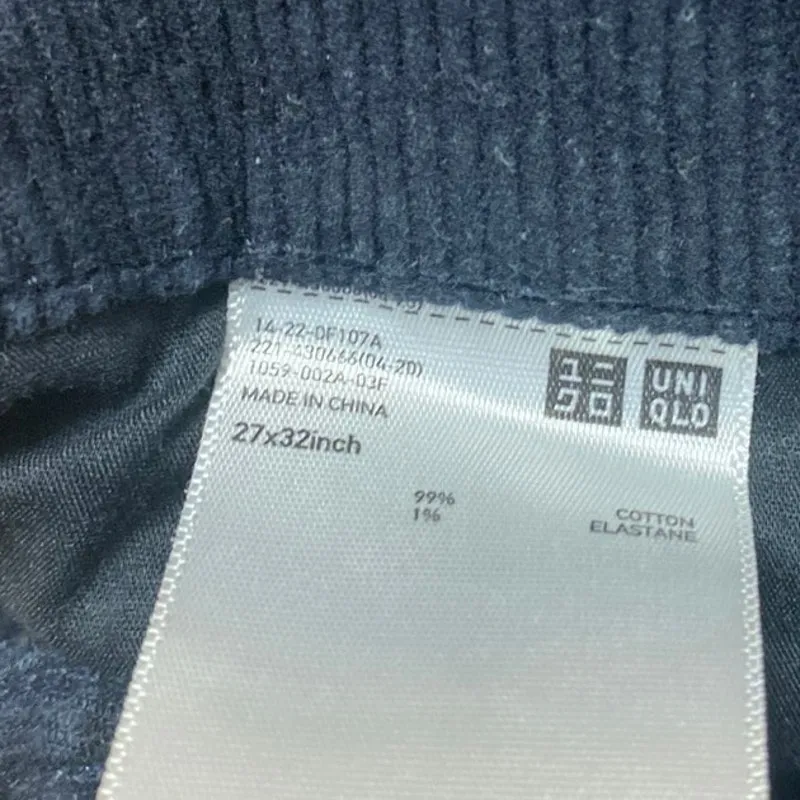 14-22-0F107A
221-430666(04-20)
1059-002A-03F
MADE IN CHINA
27x32inch
ユニ
クロ
UNI
QLO
99% COTTON
1% ELASTANE